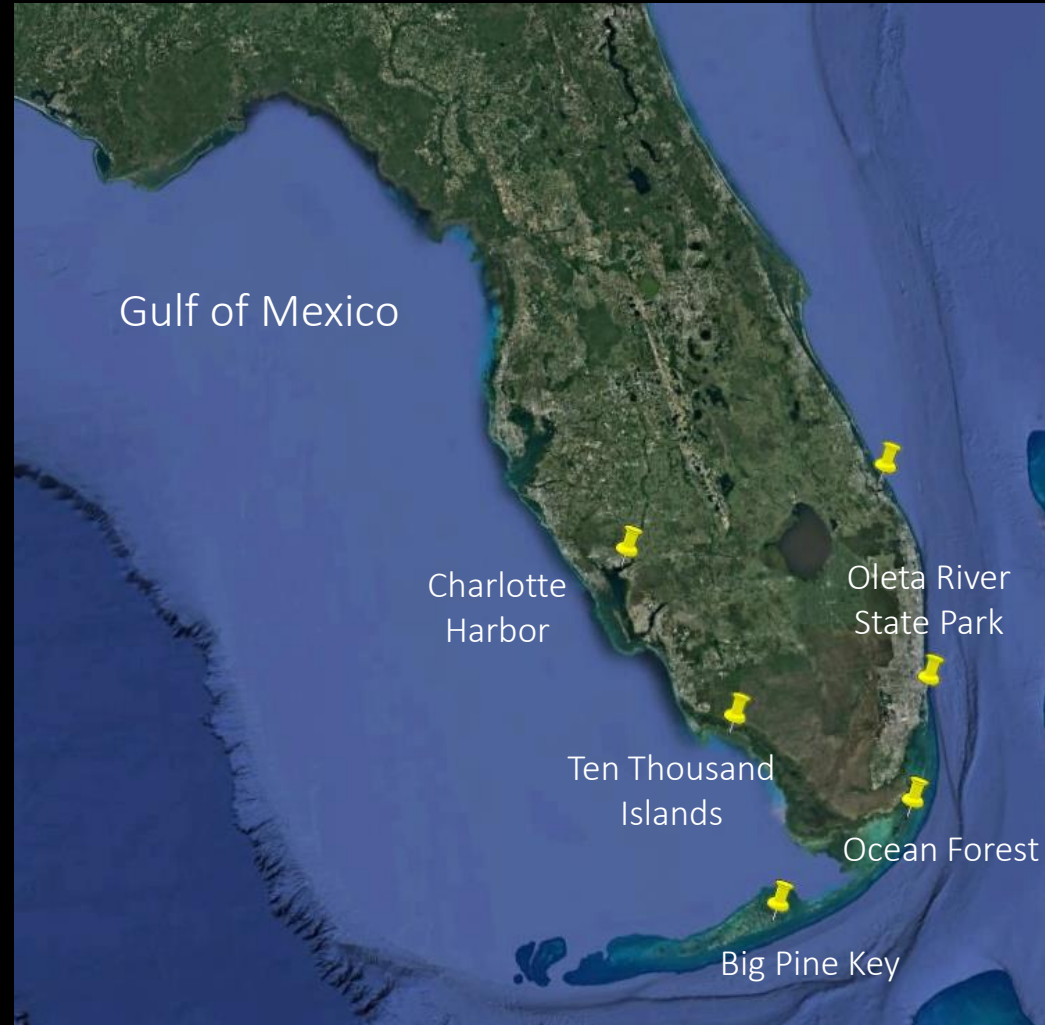 Gulf of Mexico
Charlotte
Harbor
Oleta River
State Park
Ten Thousand
Islands
Ocean Forest
Big Pine Key